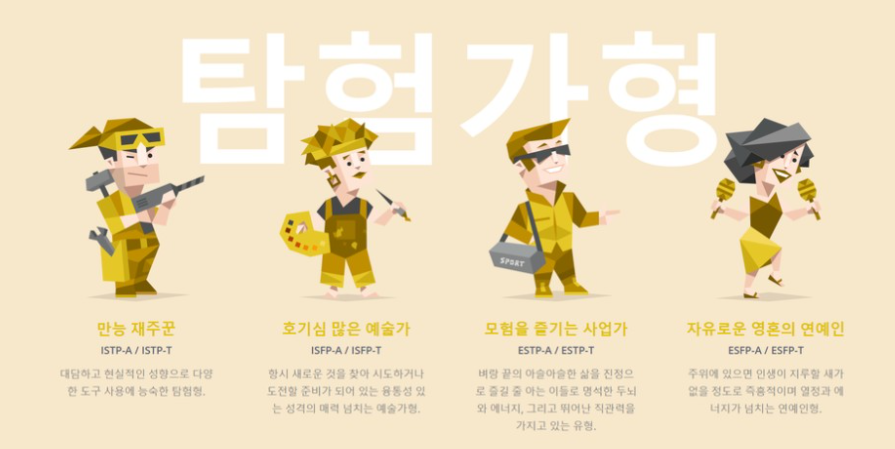 탐험가형
SPORT
만능 재주꾼
ISTP-A / ISTP-T
대담하고 현실적인 성향으로 다양
한 도구 사용에 능숙한 탐험형.
호기심 많은 예술가
ISFP-A / ISFP-T
항시 새로운 것을 찾아 시도하거나
도전할 준비가 되어 있는 융통성 있
는 성격의 매력 넘치는 예술가형.
모험을 즐기는 사업가
ESTP-A / ESTP-T
벼랑 끝의 아슬아슬한 삶을 진정으
로 즐길 줄 아는 이들로 명석한 두뇌
와 에너지, 그리고 뛰어난 직관력을
가지고 있는 유형.
자유로운 영혼의 연예인
ESFP-A / ESFP-T
주위에 있으면 인생이 지루할 새가
없을 정도로 즉흥적이며 열정과 에
너지가 넘치는 연예인형.